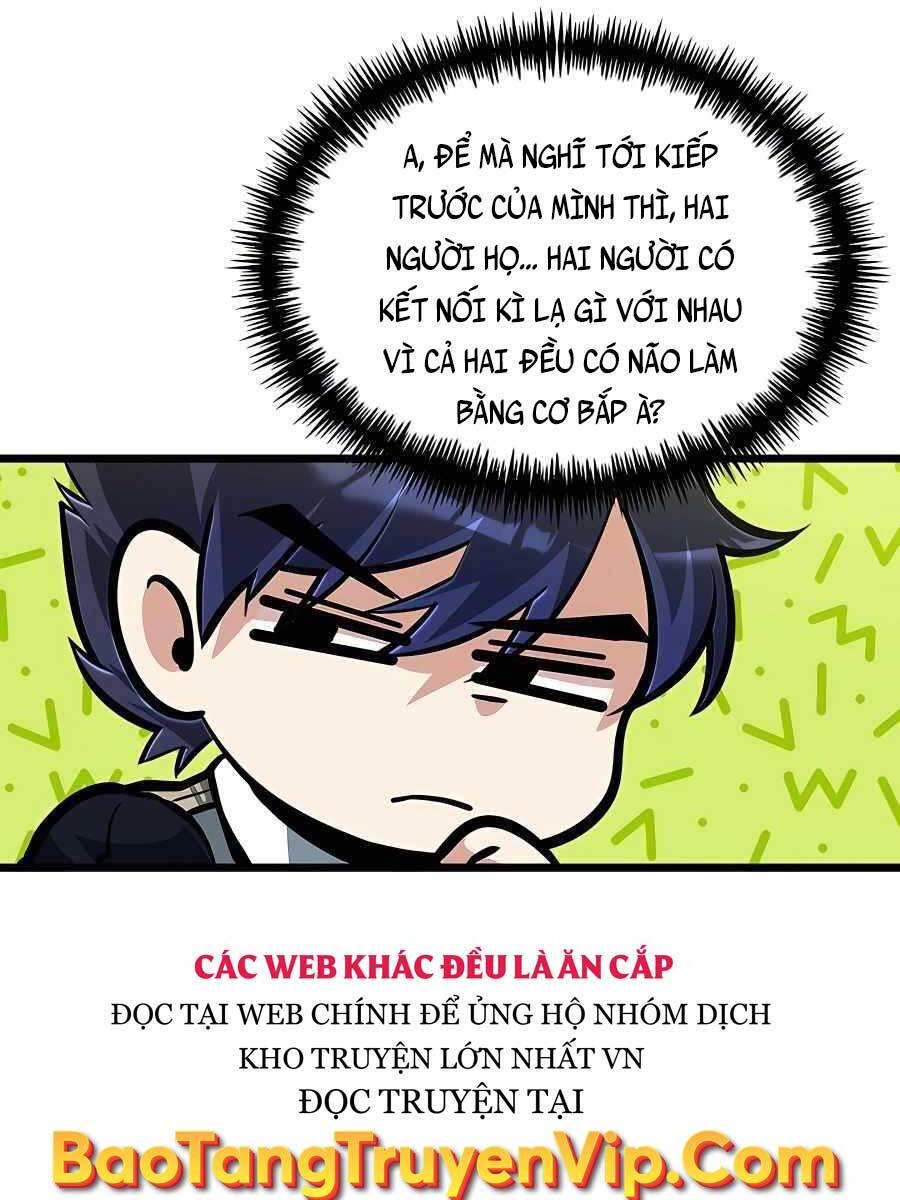 A, ĐỂ MÀ NGHĨ TỚI KIẾP
TRƯỚC CỦA MÌNH THÌ, HAI
NGƯỜI HỌ... HAI NGƯỜI CÓ
KẾT NỐI KÌ LẠ GÌ VỚI NHAU
VÌ CẢ HAI ĐỀU CÓ NÃO LÀM
BẰNG CƠ BẮP À?
CÁC WEB KHÁC ĐỀU LÀ ĂN CẮP
ĐỌC TẠI WEB CHÍNH ĐỂ ỦNG HỘ NHÓM DỊCH
KHO TRUYỆN LỚN NHẤT VN
ĐỌC TRUYỆN TẠI
BaoTangTruyenVip.Com